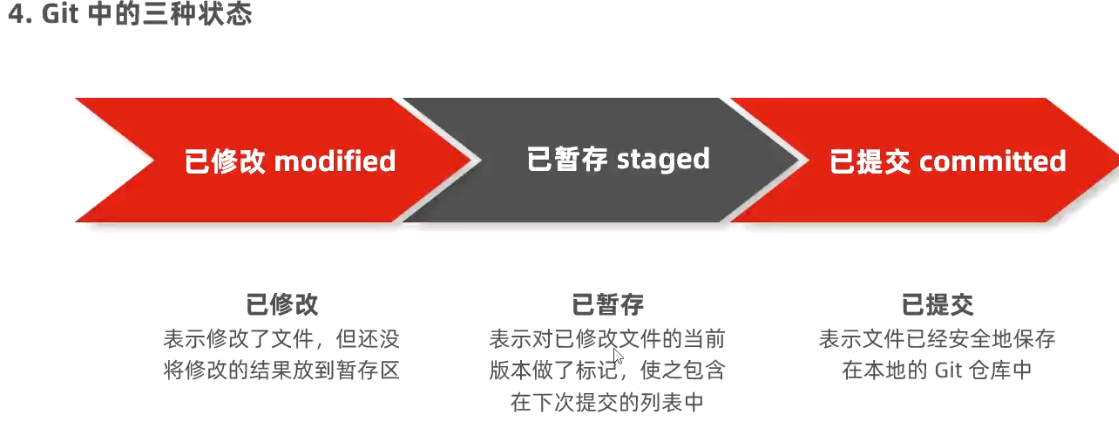 4. Git 中的三种状态
已修改 modified
已暂存 staged
已提交 committed
已修改
表示修改了文件，但还没
将修改的结果放到暂存区
已暂存
表示对已修改文件的当前
版本做了标记，使之包含
在下次提交的列表中
已提交
表示文件已经安全地保存
在本地的 Git 仓库中